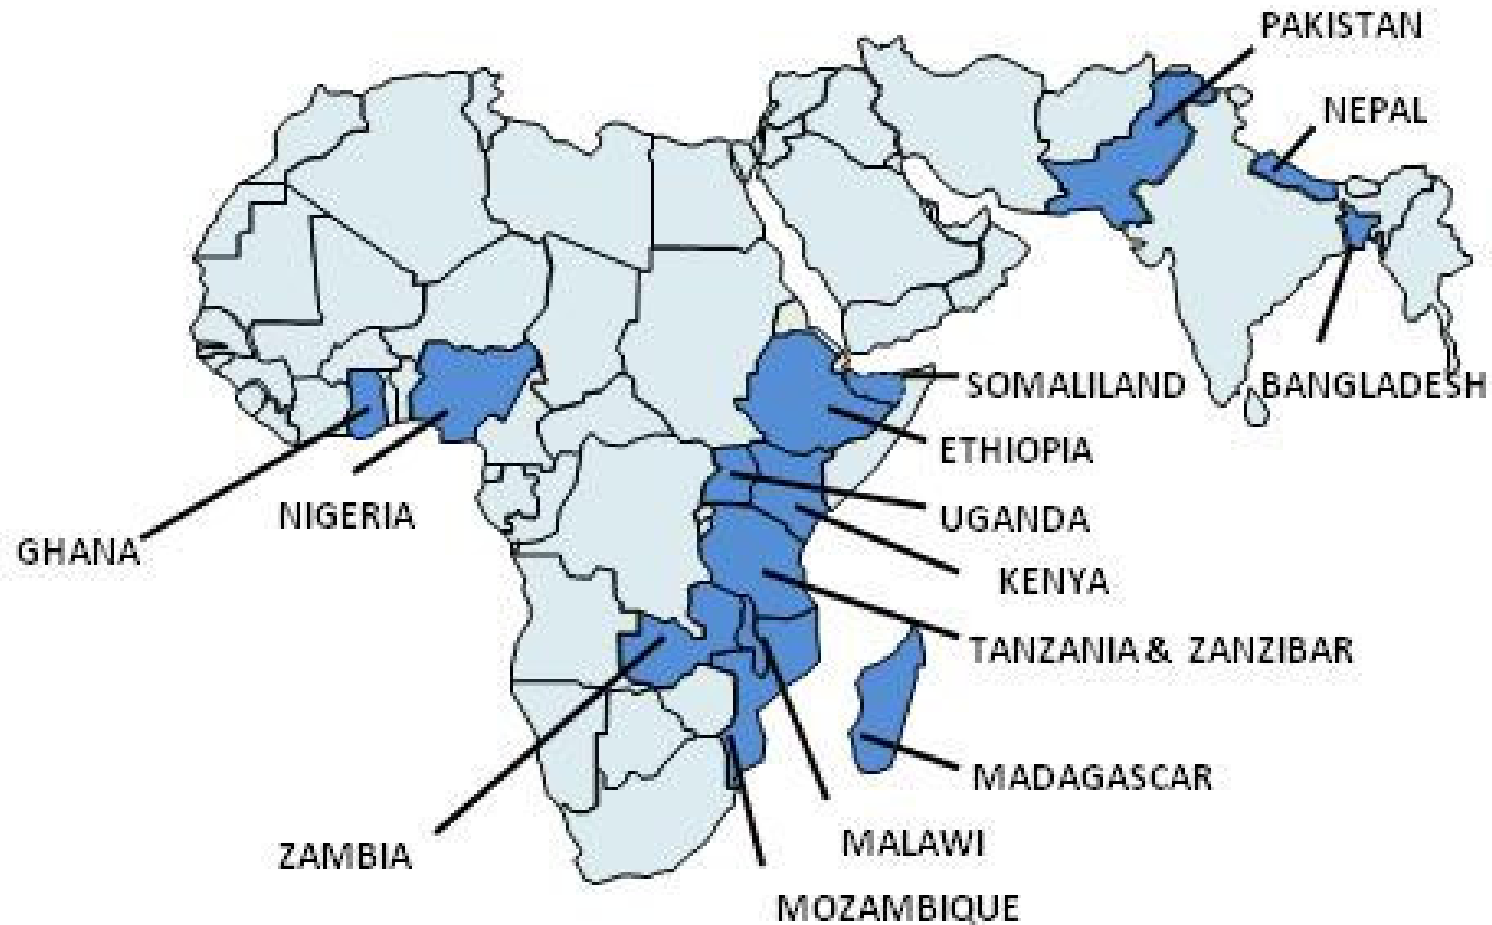 PAKISTAN
NEPAL
SOMALILAND
BANGLADESH
ETHIOPIA
NIGERIA
UGANDA
GHANA
KENYA
TANZANIA & ZANZIBAR
MADAGASCAR
MALAWI
ZAMBIA
MOZAMBIQUE